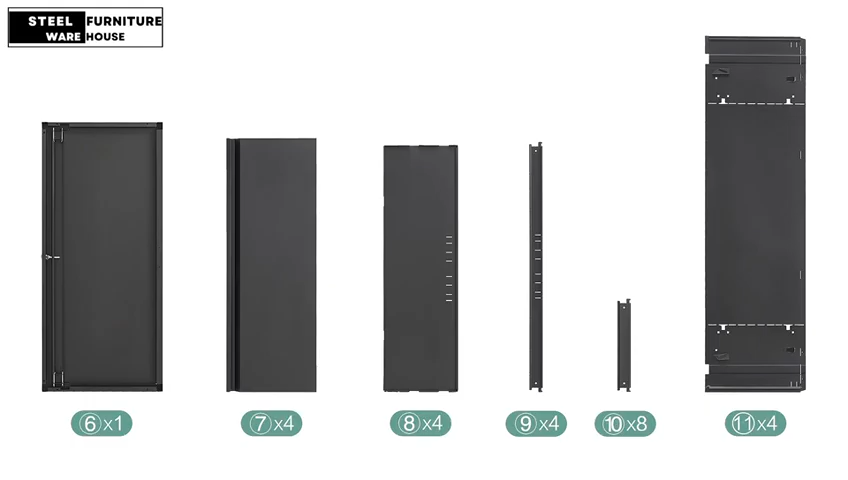 STEEL FURNITURE
WARE HOUSE
⑥x1
⑦x4
⑧x4
⑨x4
⑩x8
⑪x4